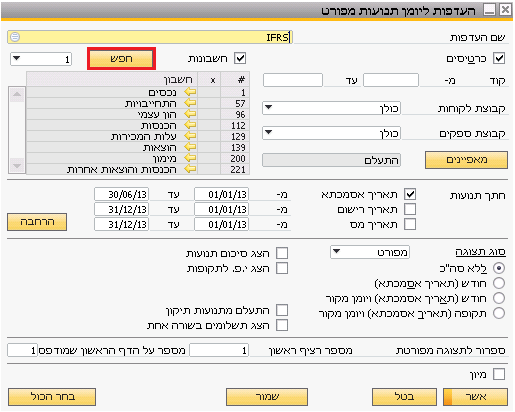 העדפות ליומן תנועות מפורט
שם העדפות IFRS
כרטיסים חשבונות חפש 1
קוד מ- עד
קבוצת לקוחות כולן
קבוצת ספקים כולן
מאפיינים התעלם
# x חשבון
1 נכסים
57 התחייבויות
96 הון עצמי
112 הכנסות
129 עלות המכירות
139 הוצאות
200 מימון
221 הכנסות והוצאות אחרות
חתך תנועות תאריך אסמכתא מ- 01/01/13 עד 30/06/13
תאריך רישום מ- 01/01/13 עד 31/12/13
תאריך מס מ- 01/01/13 עד 31/12/13
הרחבה
סוג תצוגה מפורט
ללא סה"כ
חודש (תאריך אסמכתא)
חודש (תאריך אסמכתא) ויומן מקור
תקופה (תאריך אסמכתא) ויומן מקור
הצג סיכום תנועות
הצג י.פ. לתקופות
התעלם מתנועות תיקון
הצג תשלומים בשורה אחת
ספרור לתצוגה מפורטת מספר רציף ראשון 1 מספר על הדף הראשון שמודפס 1
מיון
אשר בטל שמור בחר הכול